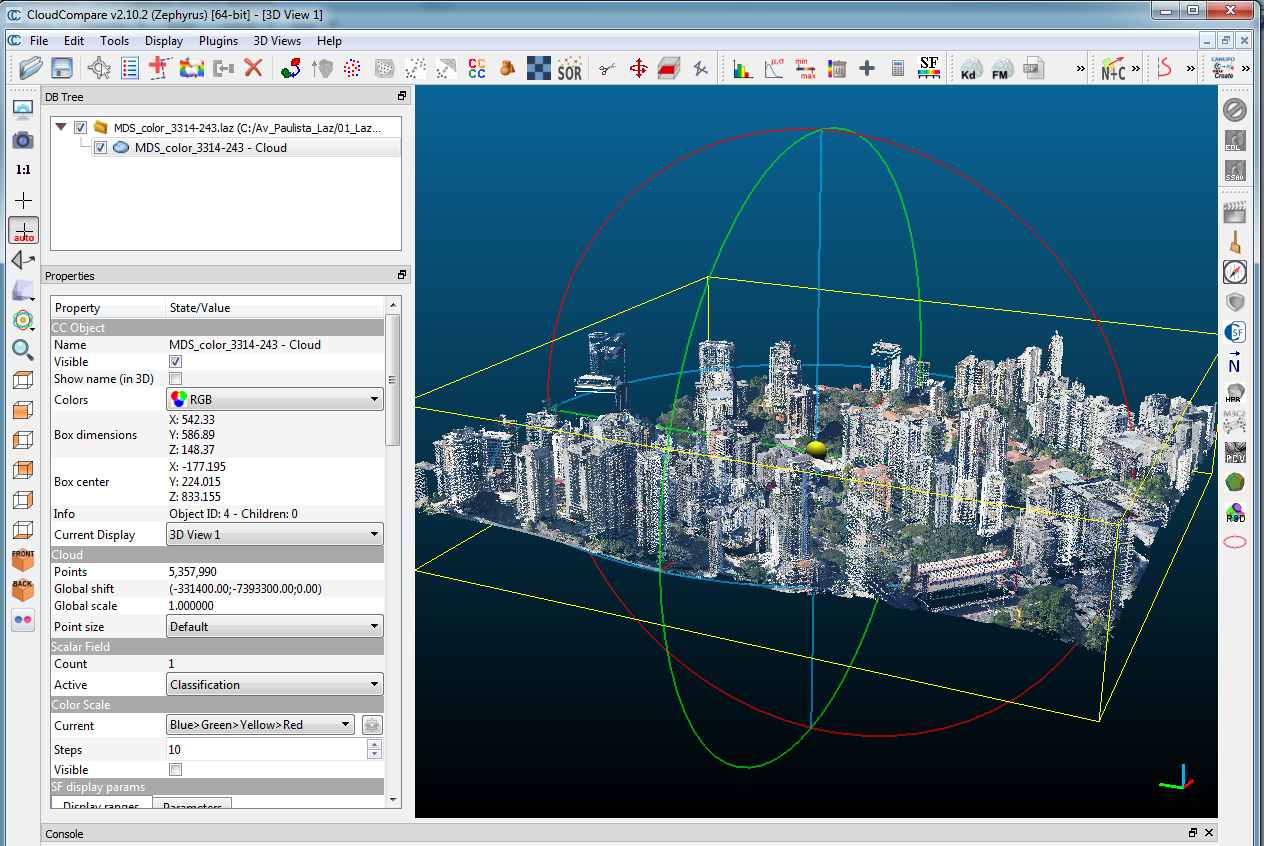 CloudCompare v2.10.2 (Zephyrus) [64-bit] - [3D View 1]
File Edit Tools Display Plugins 3D Views Help
CC CC SOR μ,σ min max SF Kd FM N+C CANUPO Create
DB Tree
MDS_color_3314-243.laz (C:/Av_Paulista_Laz/01_Laz...
MDS_color_3314-243 - Cloud
1:1
auto
FRONT
BACK
Properties
Property State/Value
CC Object
Name MDS_color_3314-243 - Cloud
Visible
Show name (in 3D)
Colors RGB
Box dimensions X: 542.33
Y: 586.89
Z: 148.37
Box center X: -177.195
Y: 224.015
Z: 833.155
Info Object ID: 4 - Children: 0
Current Display 3D View 1
Cloud
Points 5,357,990
Global shift (-331400.00;-7393300.00;0.00)
Global scale 1.000000
Point size Default
Scalar Field
Count 1
Active Classification
Color Scale
Current Blue>Green>Yellow>Red
Steps 10
Visible
SF display params
Display ranges Parameters
Console
EDL
SSAO
SF
N
HPR
M3C2
PCV
RSD